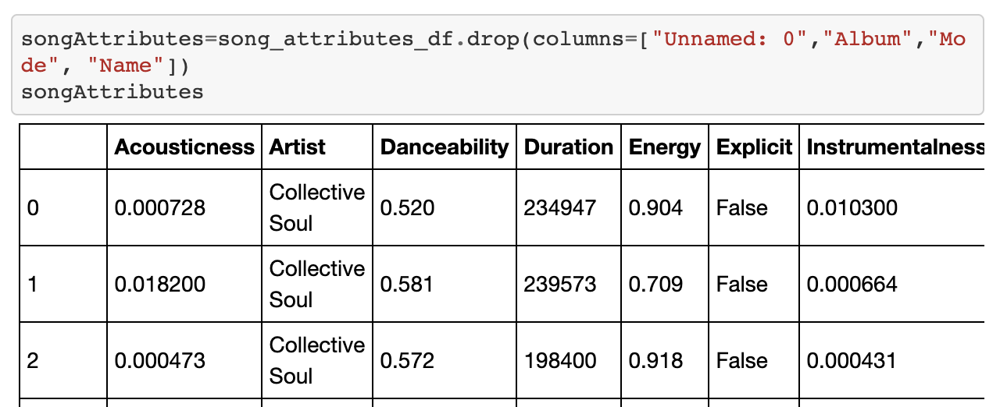 songAttributes=song_attributes_df.drop(columns=["Unnamed: 0","Album","Mo
de", "Name"])
songAttributes
Acousticness Artist Danceability Duration Energy Explicit Instrumentalness
0 0.000728 Collective Soul 0.520 234947 0.904 False 0.010300
1 0.018200 Collective Soul 0.581 239573 0.709 False 0.000664
2 0.000473 Collective Soul 0.572 198400 0.918 False 0.000431